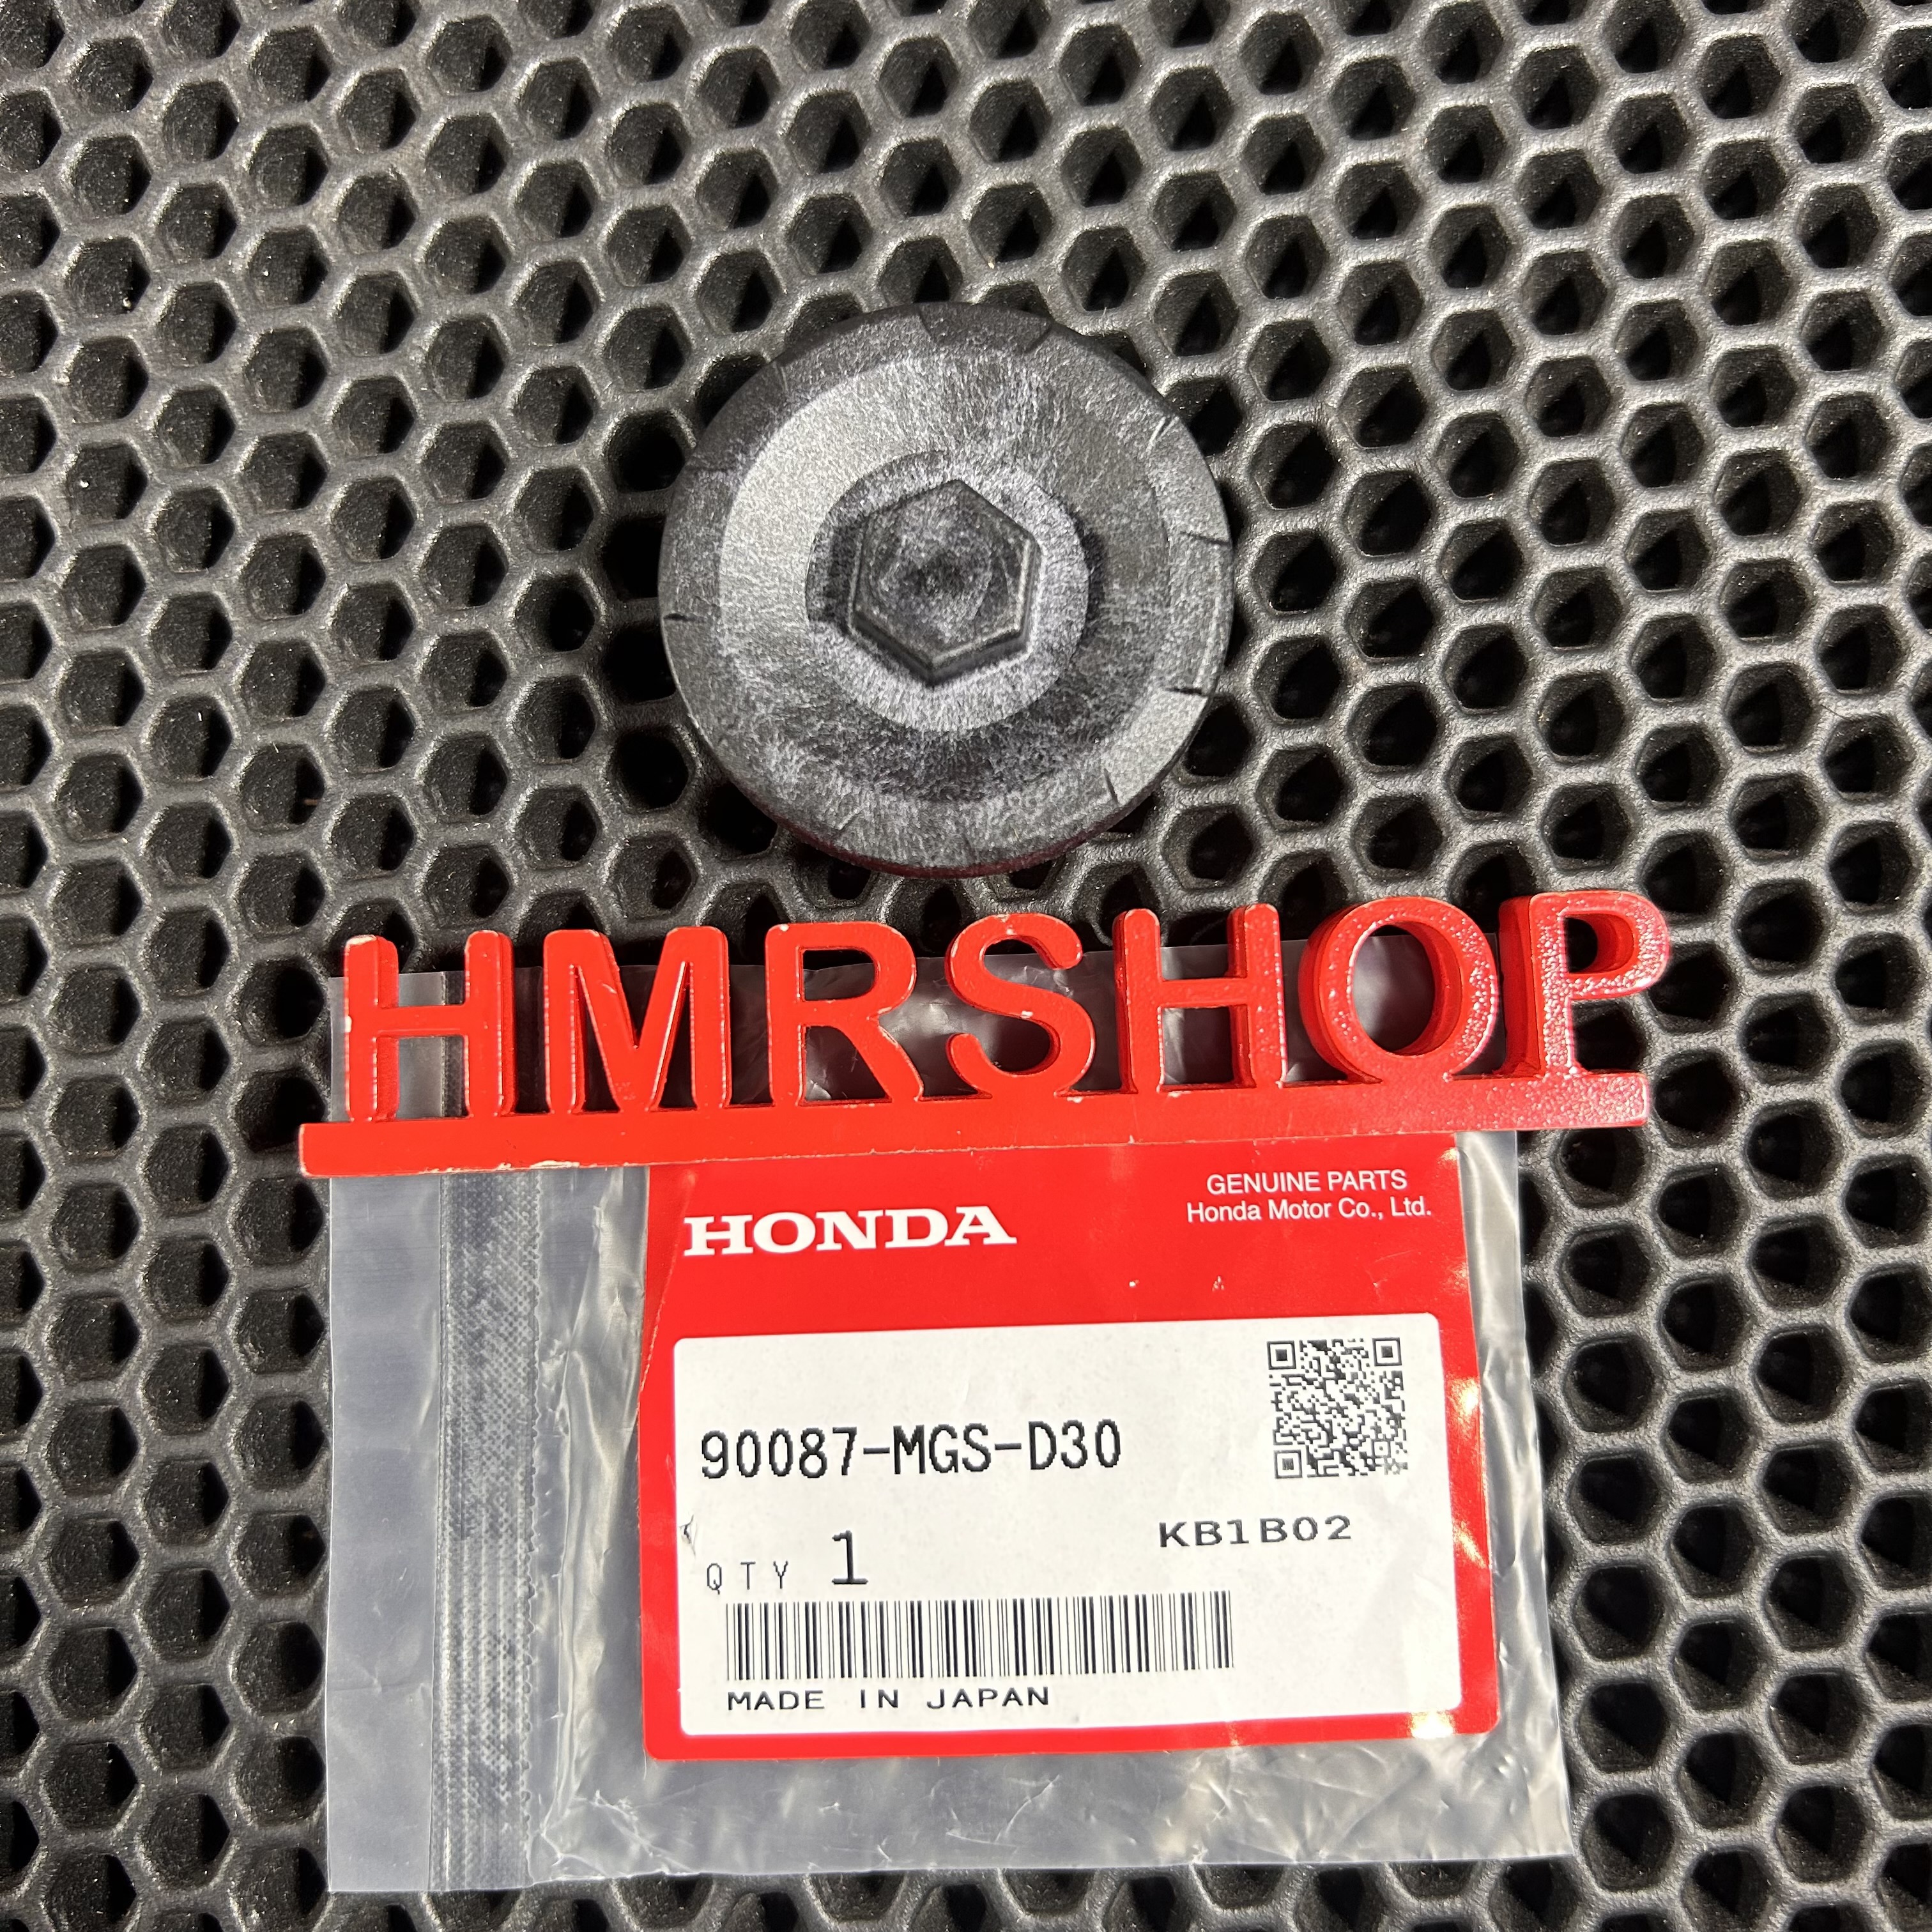 HMRSHOP
GENUINE PARTS
Honda Motor Co., Ltd.
HONDA
90087-MGS-D30
KB1B02
QTY 1
MADE IN JAPAN